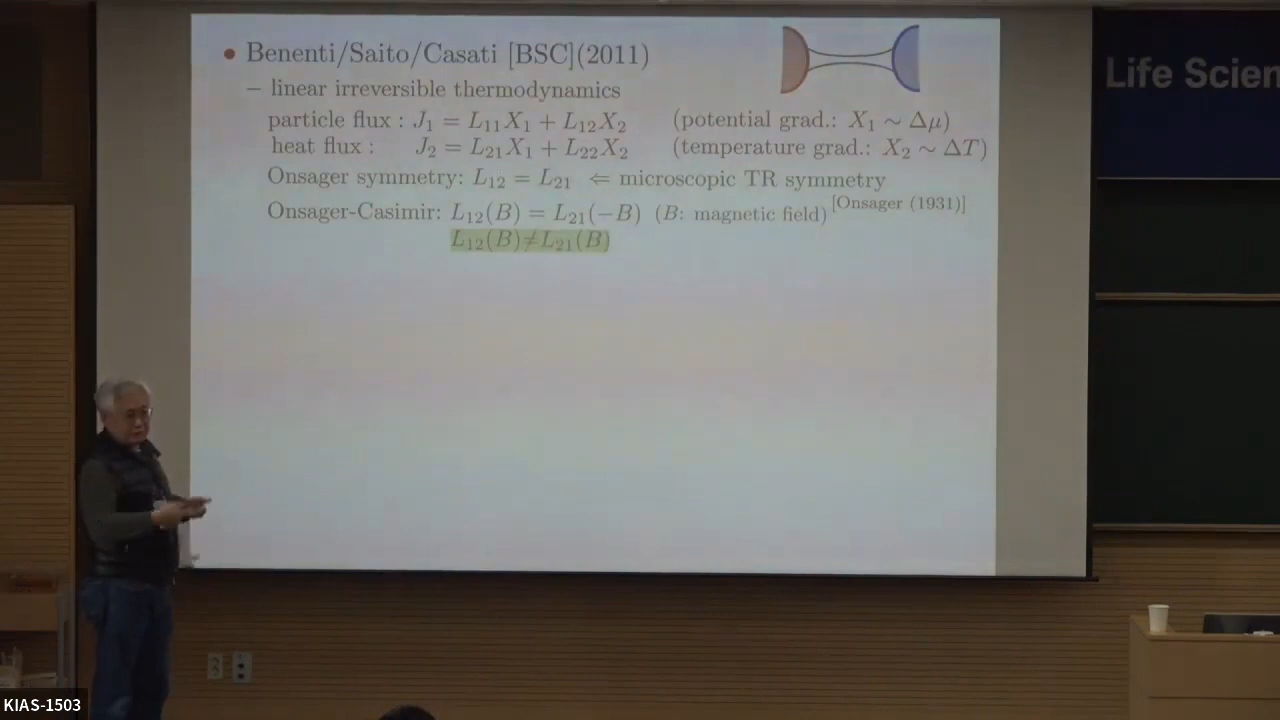 • Benenti/Saito/Casati [BSC](2011)
– linear irreversible thermodynamics
particle flux : J₁ = L₁₁X₁ + L₁₂X₂ (potential grad.: X₁ ∼ Δμ)
heat flux : J₂ = L₂₁X₁ + L₂₂X₂ (temperature grad.: X₂ ∼ ΔT)
Onsager symmetry: L₁₂ = L₂₁ ⇐ microscopic TR symmetry
Onsager-Casimir: L₁₂(B) = L₂₁(−B) (B: magnetic field) [Onsager (1931)]
L₁₂(B)≠L₂₁(B)
Life Scien
KIAS-1503